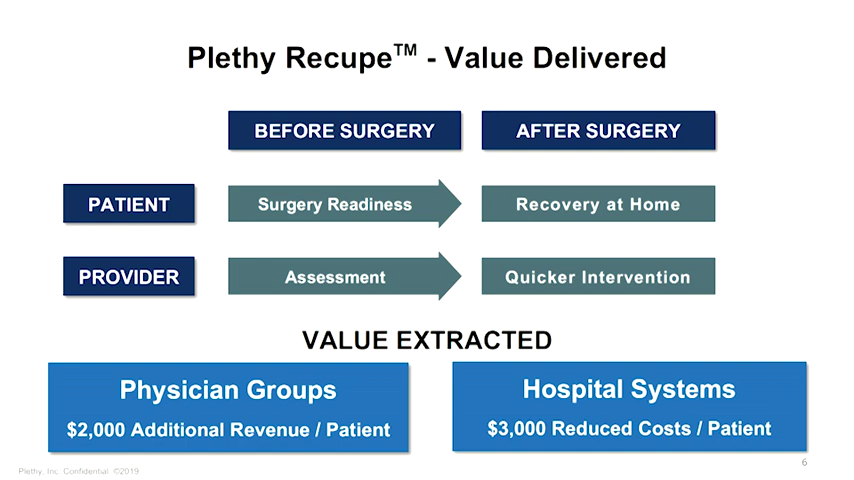 Plethy Recupe™ - Value Delivered
BEFORE SURGERY
AFTER SURGERY
PATIENT
Surgery Readiness
Recovery at Home
PROVIDER
Assessment
Quicker Intervention
VALUE EXTRACTED
Physician Groups
$2,000 Additional Revenue / Patient
Hospital Systems
$3,000 Reduced Costs / Patient
Plethy, Inc Confidential ©2019
6